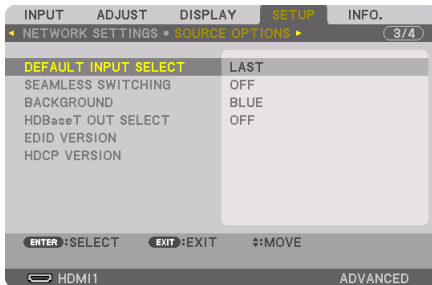 INPUT ADJUST DISPLAY SETUP INFO.
NETWORK SETTINGS • SOURCE OPTIONS 3/4
DEFAULT INPUT SELECT LAST
SEAMLESS SWITCHING OFF
BACKGROUND BLUE
HDBaseT OUT SELECT OFF
EDID VERSION
HDCP VERSION
ENTER:SELECT EXIT:EXIT :MOVE
HDMI1 ADVANCED